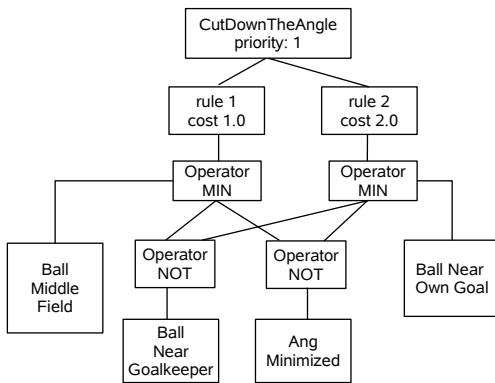 CutDownTheAngle
priority: 1
rule 1
cost 1.0
rule 2
cost 2.0
Operator
MIN
Operator
MIN
Ball
Middle
Field
Operator
NOT
Operator
NOT
Ball Near
Own Goal
Ball
Near
Goalkeeper
Ang
Minimized